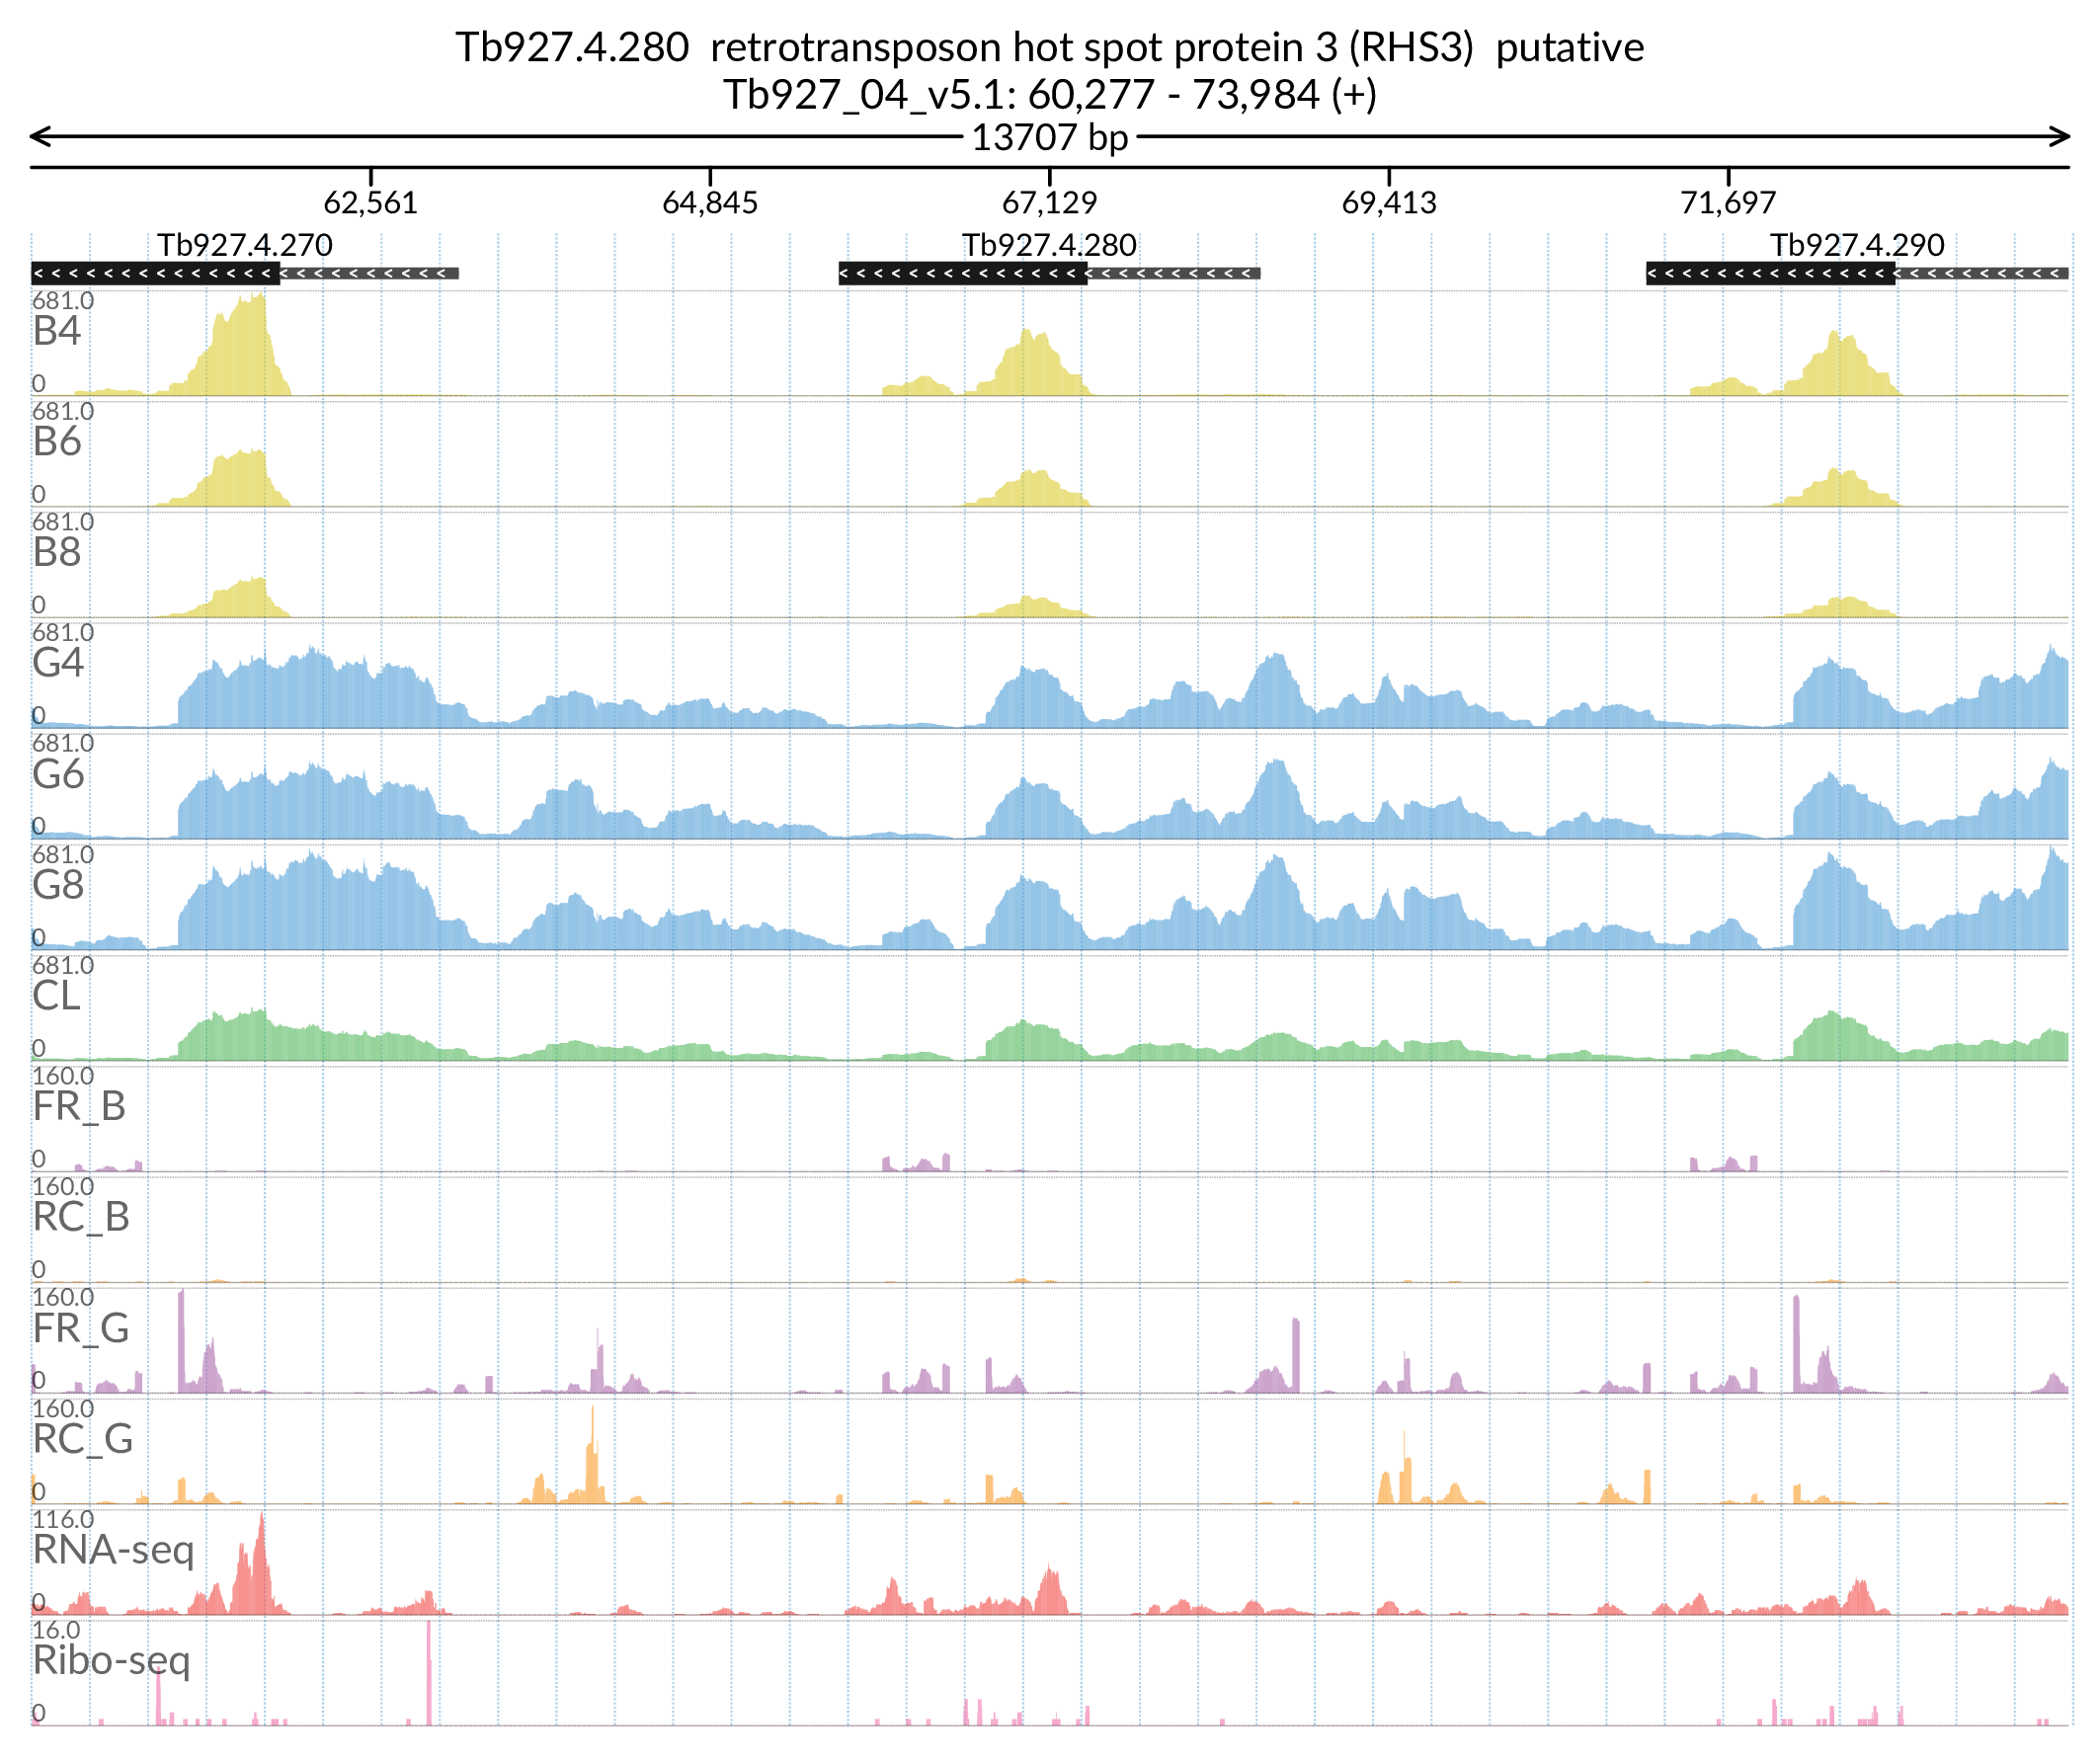 Tb927.4.280 retrotransposon hot spot protein 3 (RHS3) putative
Tb927_04_v5.1: 60,277 - 73,984 (+)
13707 bp
62,561 64,845 67,129 69,413 71,697
Tb927.4.270 Tb927.4.280 Tb927.4.290
681.0
B4
0
681.0
B6
0
681.0
B8
0
681.0
G4
0
681.0
G6
0
681.0
G8
0
681.0
CL
0
160.0
FR_B
0
160.0
RC_B
0
160.0
FR_G
0
160.0
RC_G
0
116.0
RNA-seq
0
16.0
Ribo-seq
0